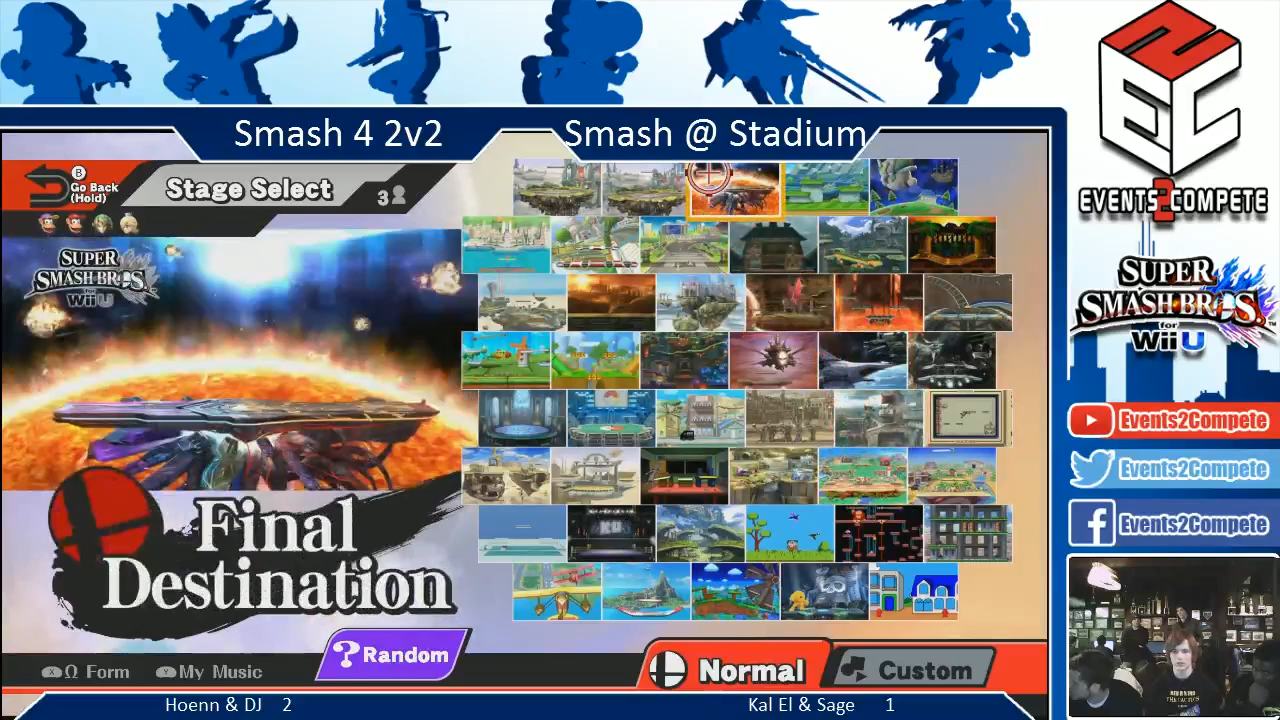 Smash 4 2v2
Smash @ Stadium
E2C
EVENTS2COMPETE
B Go Back
(Hold)
Stage Select
3
SUPER
SMASH BROS.
for
Wii U
SUPER
SMASH BROS.
for
Wii U
Final
Destination
Events2Compete
Events2Compete
Events2Compete
? Random
X Ω Form
Y My Music
Normal
Custom
Hoenn & DJ 2
Kal El & Sage 1